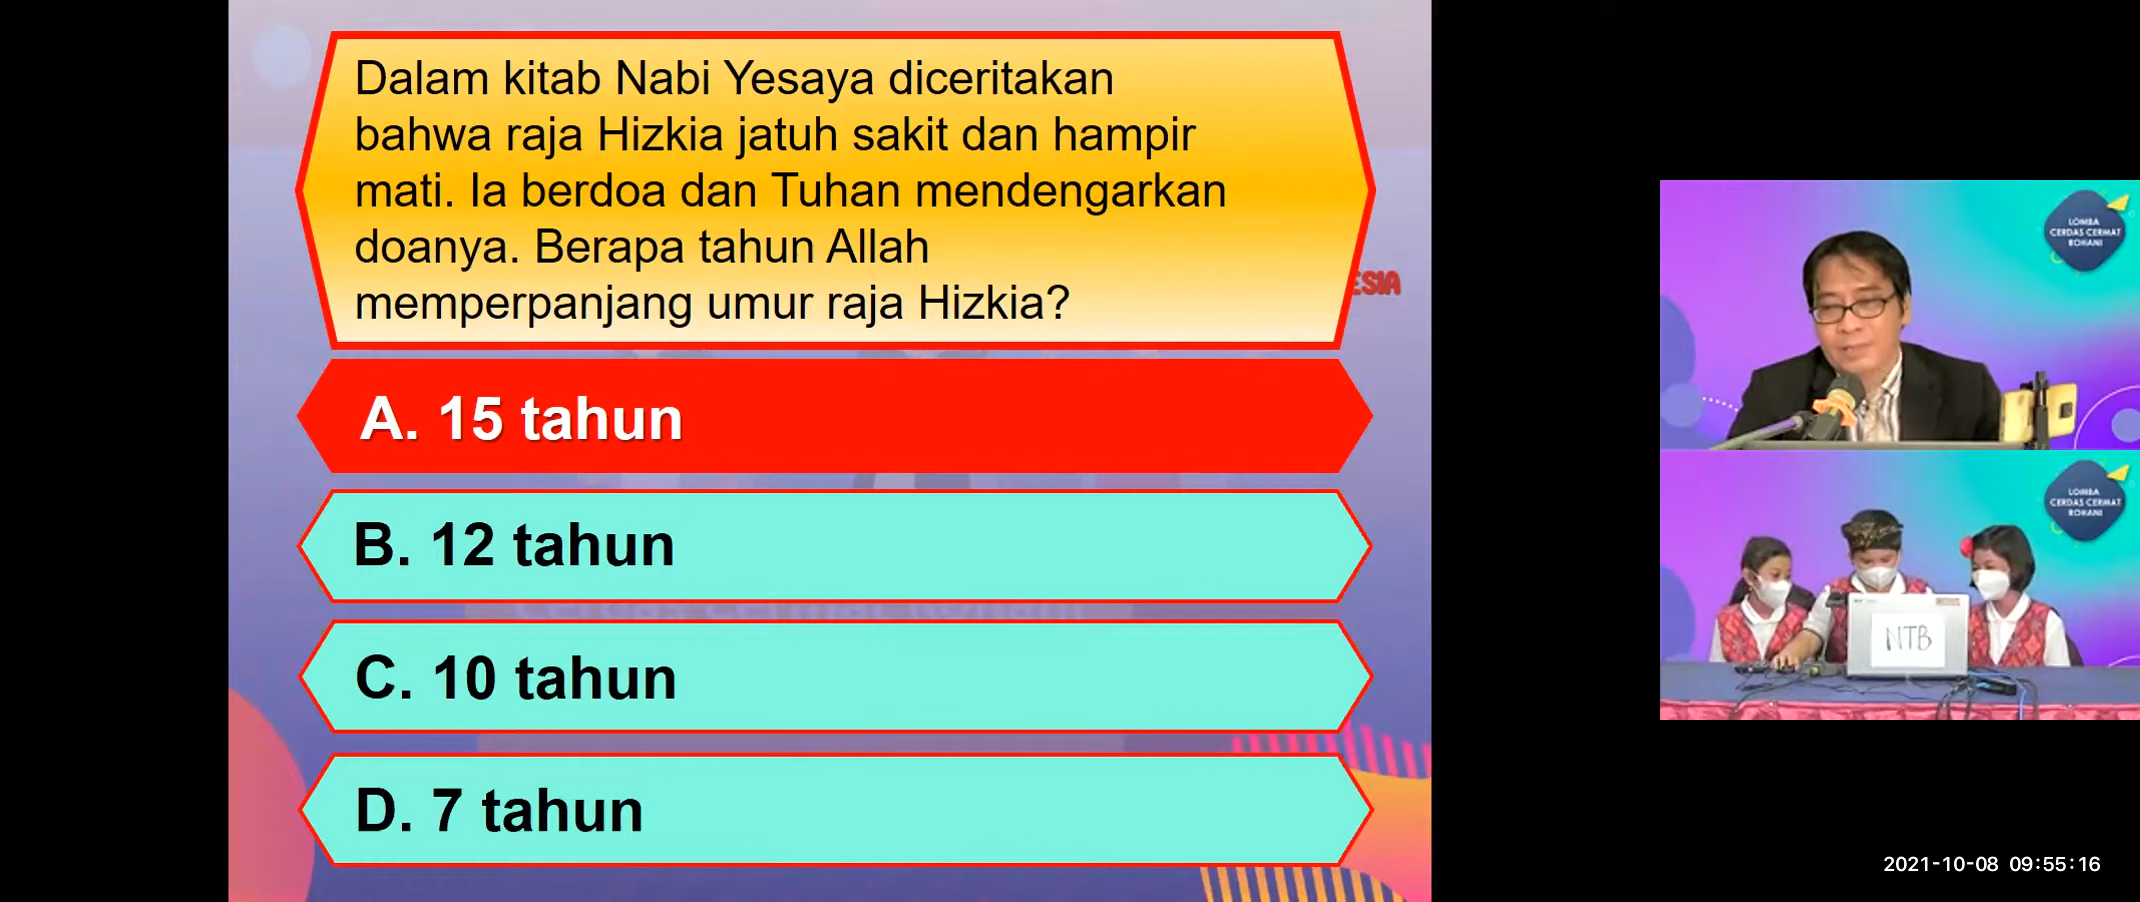 Dalam kitab Nabi Yesaya diceritakan
bahwa raja Hizkia jatuh sakit dan hampir
mati. Ia berdoa dan Tuhan mendengarkan
doanya. Berapa tahun Allah
memperpanjang umur raja Hizkia?
ESIA
A. 15 tahun
B. 12 tahun
C. 10 tahun
D. 7 tahun
LOMBA
CERDAS CERMAT
ROHANI
LOMBA
CERDAS CERMAT
ROHANI
NTB
2021-10-08 09:55:16